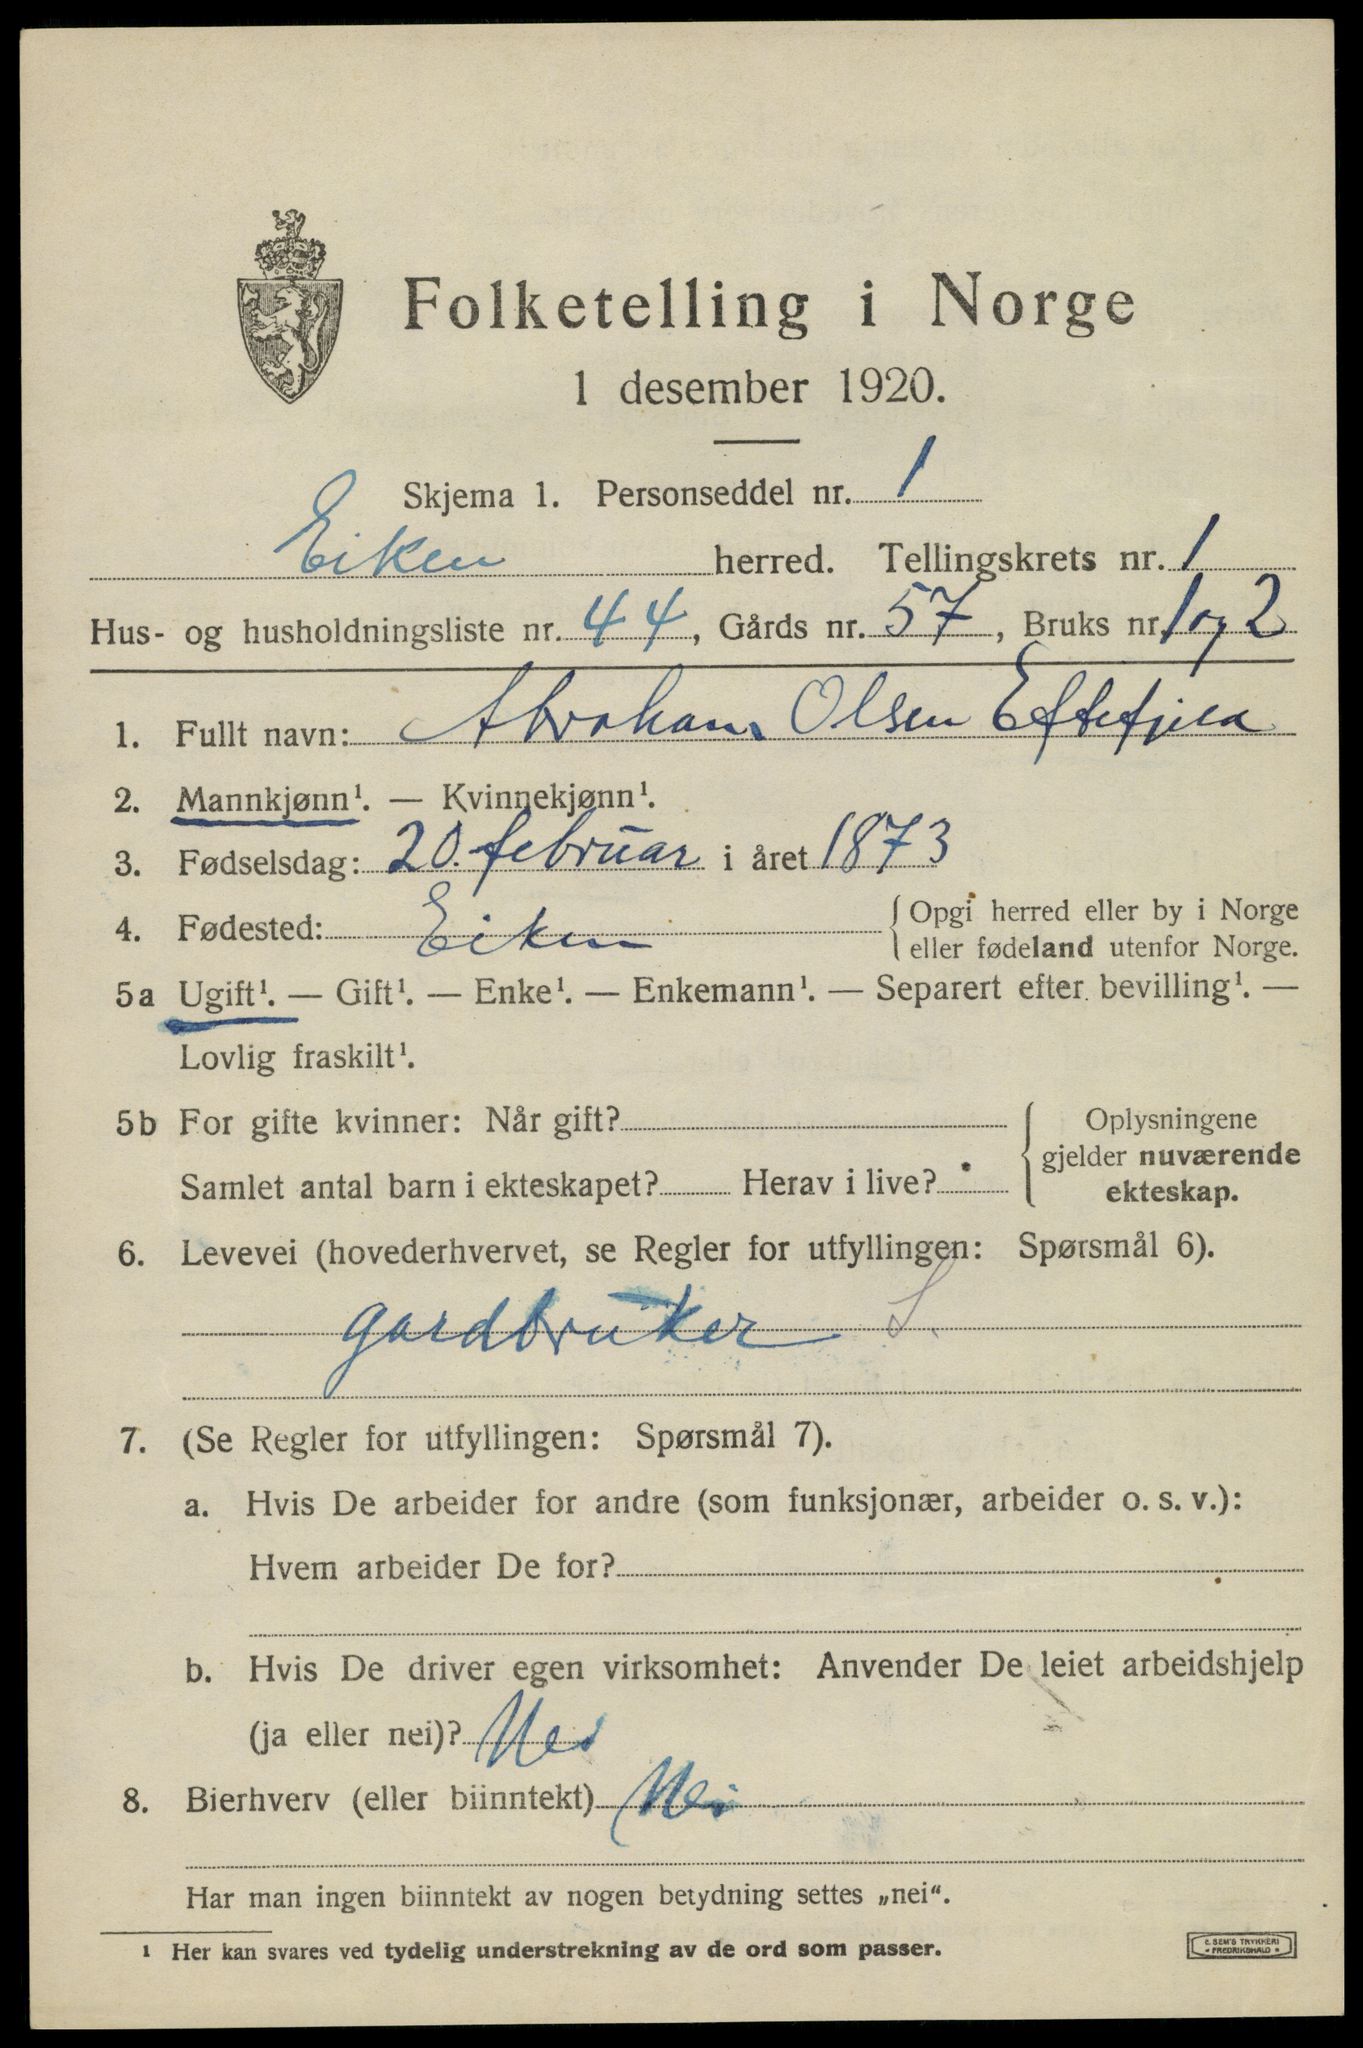 Folketelling i Norge
1 desember 1920.
Skjema 1. Personseddel nr. 1
Eiken herred. Tellingskrets nr. 1
Hus- og husholdningsliste nr. 44, Gårds nr. 57, Bruks nr. 1 og 2
1. Fullt navn: Abraham Olsen Eftefjeld
2. Mannkjønn¹. — Kvinnekjønn¹.
3. Fødselsdag: 20. februar i året 1873
4. Fødested: Eiken { Opgi herred eller by i Norge
eller fødeland utenfor Norge.
5a Ugift¹. — Gift¹. — Enke¹. — Enkemann¹. — Separert efter bevilling¹. —
Lovlig fraskilt¹.
5b For gifte kvinner: Når gift?
Samlet antal barn i ekteskapet? Herav i live?
{ Oplysningene
gjelder nuværende
ekteskap.
6. Levevei (hovederhvervet, se Regler for utfyllingen: Spørsmål 6).
gardbruker S.
7. (Se Regler for utfyllingen: Spørsmål 7).
a. Hvis De arbeider for andre (som funksjonær, arbeider o. s. v.):
Hvem arbeider De for?
b. Hvis De driver egen virksomhet: Anvender De leiet arbeidshjelp
(ja eller nei)? Nei
8. Bierhverv (eller biinntekt) Nei
Har man ingen biinntekt av nogen betydning settes „nei“.
¹ Her kan svares ved tydelig understrekning av de ord som passer.
C. SEM'S TRYKKERI
• FREDRIKSHALD •